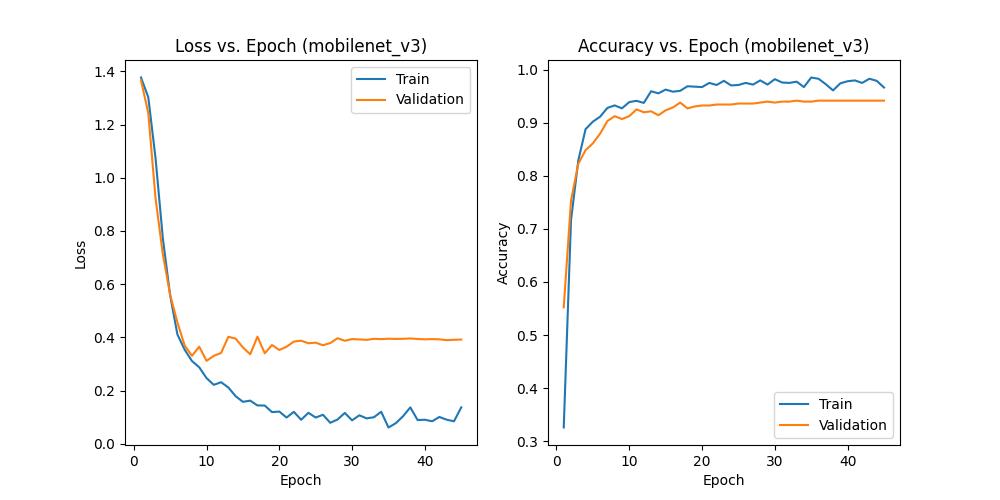 Loss vs. Epoch (mobilenet_v3)
Train
Validation
1.4
1.2
1.0
0.8
0.6
0.4
0.2
0.0
Loss
0 10 20 30 40
Epoch
Accuracy vs. Epoch (mobilenet_v3)
1.0
0.9
0.8
0.7
0.6
0.5
0.4
0.3
Accuracy
Train
Validation
0 10 20 30 40
Epoch